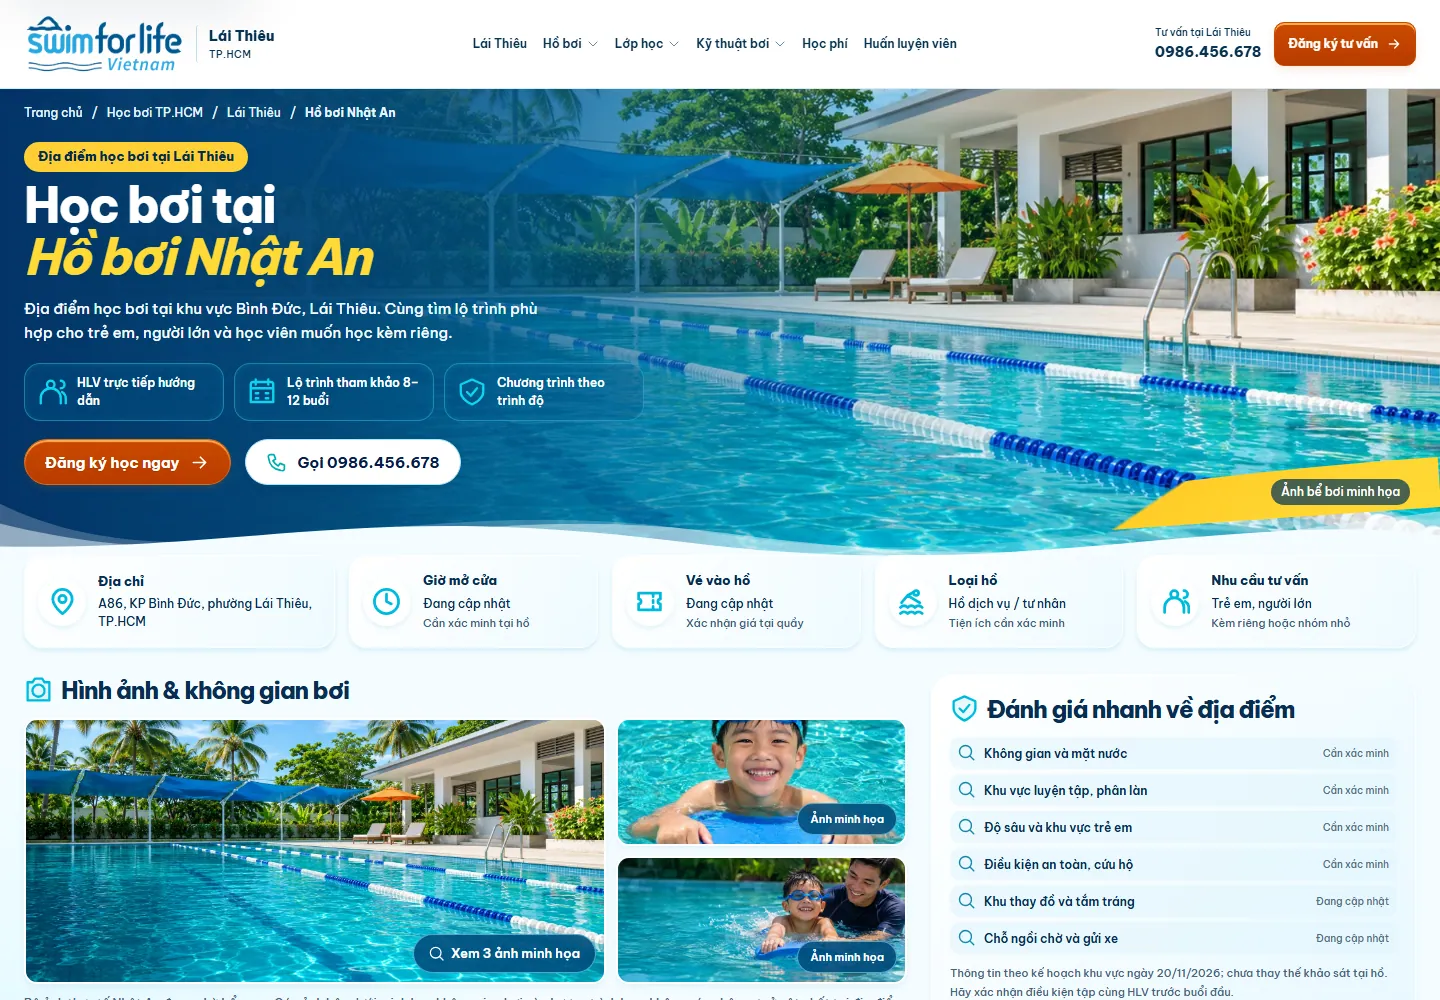 swimforlife
Vietnam
Lái Thiêu
TP.HCM
Lái Thiêu
Hồ bơi
Lớp học
Kỹ thuật bơi
Học phí
Huấn luyện viên
Tư vấn tại Lái Thiêu
0986.456.678
Đăng ký tư vấn
Trang chủ / Học bơi TP.HCM / Lái Thiêu / Hồ bơi Nhật An
Địa điểm học bơi tại Lái Thiêu
Học bơi tại
Hồ bơi Nhật An
Địa điểm học bơi tại khu vực Bình Đức, Lái Thiêu. Cùng tìm lộ trình phù
hợp cho trẻ em, người lớn và học viên muốn học kèm riêng.
HLV trực tiếp hướng
dẫn
Lộ trình tham khảo 8–
12 buổi
Chương trình theo
trình độ
Đăng ký học ngay
Gọi 0986.456.678
Ảnh bể bơi minh họa
Địa chỉ
A86, KP Bình Đức, phường Lái Thiêu,
TP.HCM
Giờ mở cửa
Đang cập nhật
Cần xác minh tại hồ
Vé vào hồ
Đang cập nhật
Xác nhận giá tại quầy
Loại hồ
Hồ dịch vụ / tư nhân
Tiện ích cần xác minh
Nhu cầu tư vấn
Trẻ em, người lớn
Kèm riêng hoặc nhóm nhỏ
Hình ảnh & không gian bơi
Xem 3 ảnh minh họa
Ảnh minh họa
Ảnh minh họa
Đánh giá nhanh về địa điểm
Không gian và mặt nước
Cần xác minh
Khu vực luyện tập, phân làn
Cần xác minh
Độ sâu và khu vực trẻ em
Cần xác minh
Điều kiện an toàn, cứu hộ
Cần xác minh
Khu thay đồ và tắm tráng
Đang cập nhật
Chỗ ngồi chờ và gửi xe
Đang cập nhật
Thông tin theo kế hoạch khu vực ngày 20/11/2026; chưa thay thế khảo sát tại hồ.
Hãy xác nhận điều kiện tập cùng HLV trước buổi đầu.